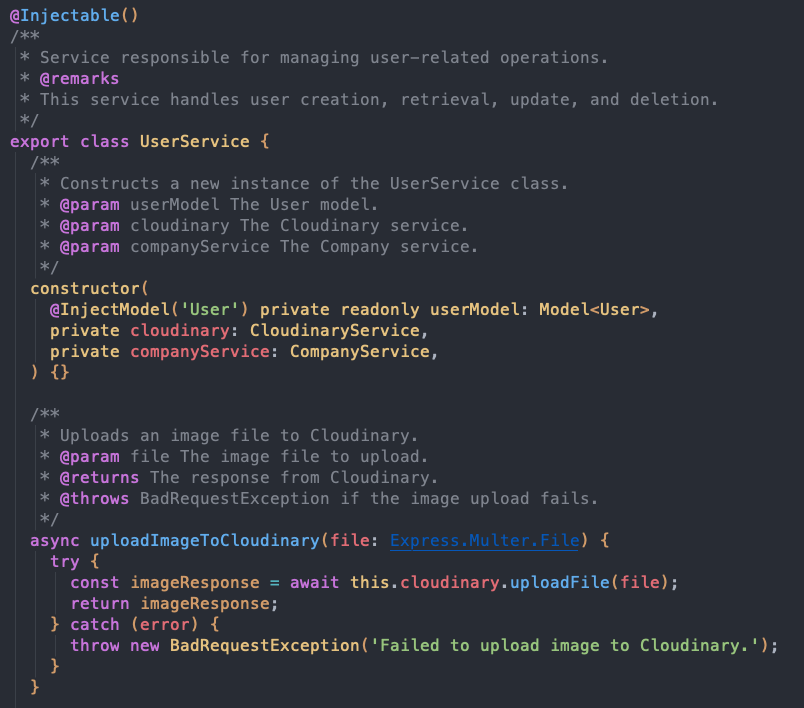 @Injectable()
/**
 * Service responsible for managing user-related operations.
 * @remarks
 * This service handles user creation, retrieval, update, and deletion.
 */
export class UserService {
  /**
   * Constructs a new instance of the UserService class.
   * @param userModel The User model.
   * @param cloudinary The Cloudinary service.
   * @param companyService The Company service.
   */
  constructor(
    @InjectModel('User') private readonly userModel: Model<User>,
    private cloudinary: CloudinaryService,
    private companyService: CompanyService,
  ) {}

  /**
   * Uploads an image file to Cloudinary.
   * @param file The image file to upload.
   * @returns The response from Cloudinary.
   * @throws BadRequestException if the image upload fails.
   */
  async uploadImageToCloudinary(file: Express.Multer.File) {
    try {
      const imageResponse = await this.cloudinary.uploadFile(file);
      return imageResponse;
    } catch (error) {
      throw new BadRequestException('Failed to upload image to Cloudinary.');
    }
  }